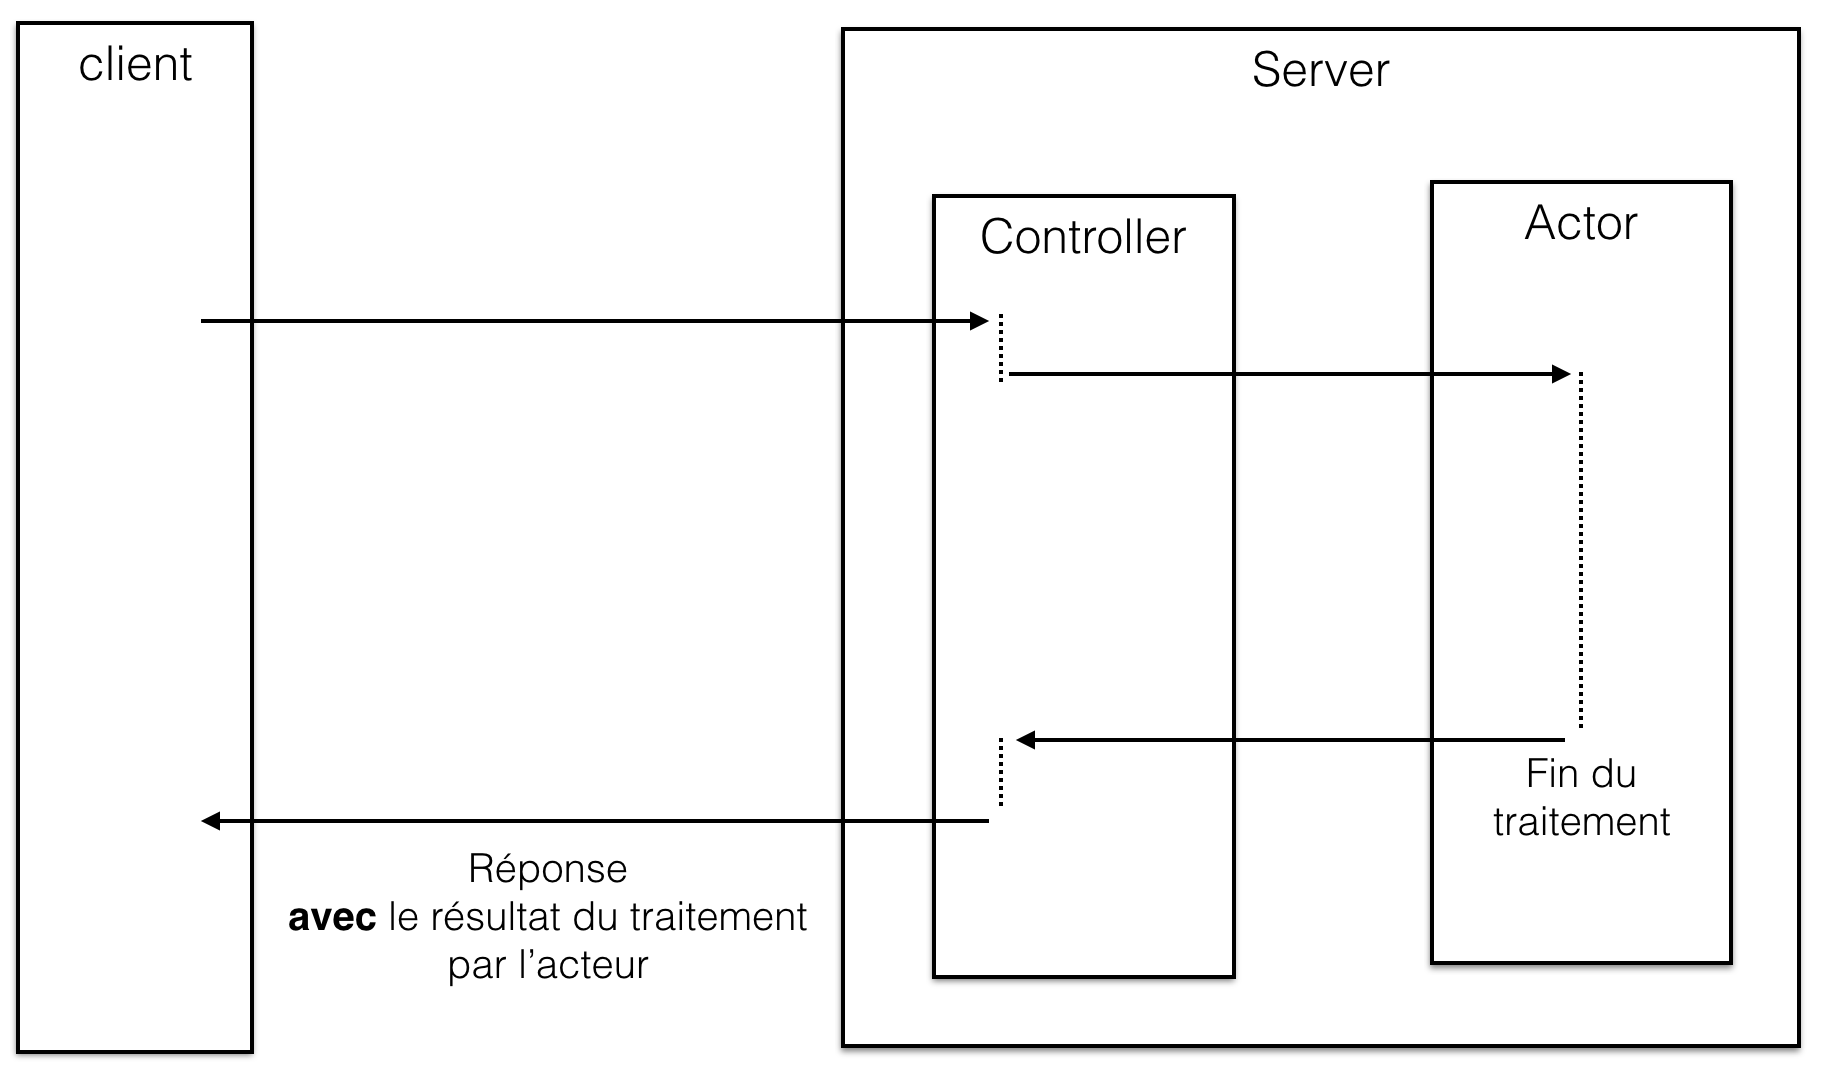 client
Server
Controller
Actor
Fin du
traitement
Réponse
avec le résultat du traitement
par l’acteur